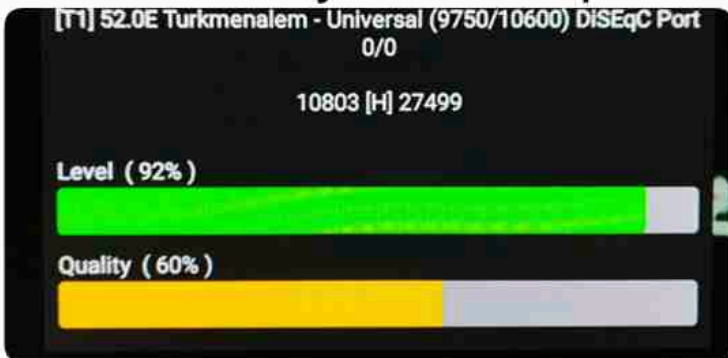 [T1] 52.0E Turkmenalem - Universal (9750/10600) DiSEqC Port
0/0
10803 [H] 27499
Level ( 92% )
Quality ( 60% )